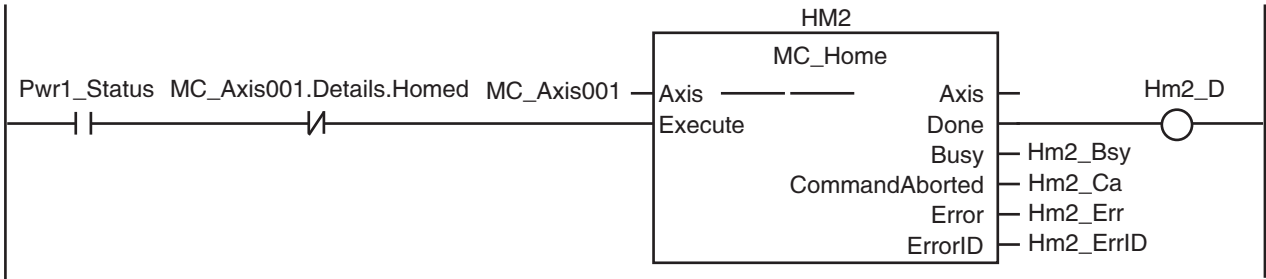 HM2
MC_Home
Pwr1_Status MC_Axis001.Details.Homed MC_Axis001 Axis Axis Hm2_D
Execute Done
Busy Hm2_Bsy
CommandAborted Hm2_Ca
Error Hm2_Err
ErrorID Hm2_ErrID